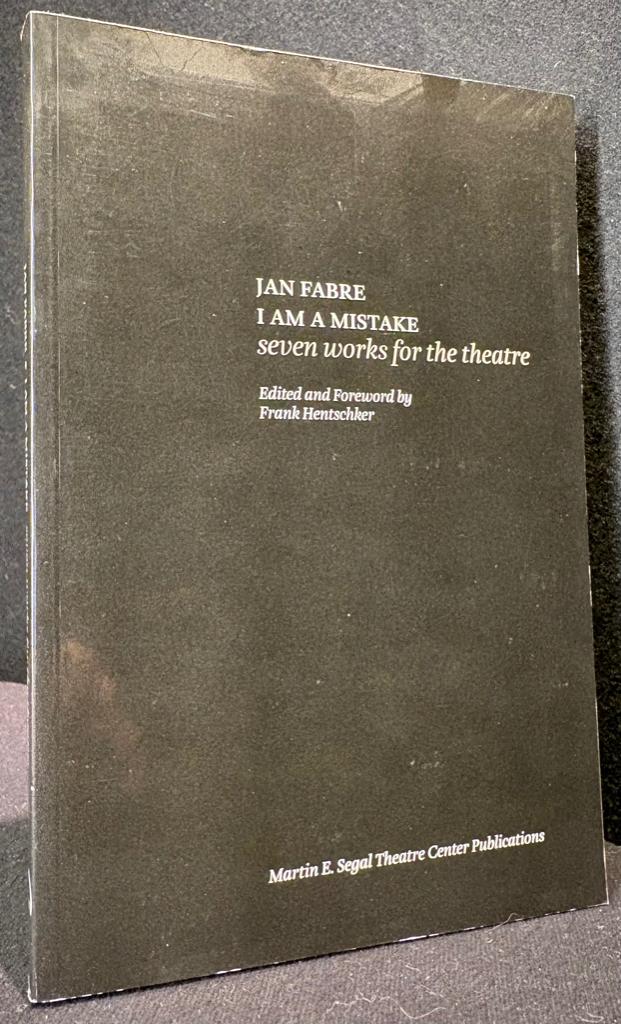 JAN FABRE
I AM A MISTAKE
seven works for the theatre
Edited and Foreword by
Frank Hentschker
Martin E. Segal Theatre Center Publications